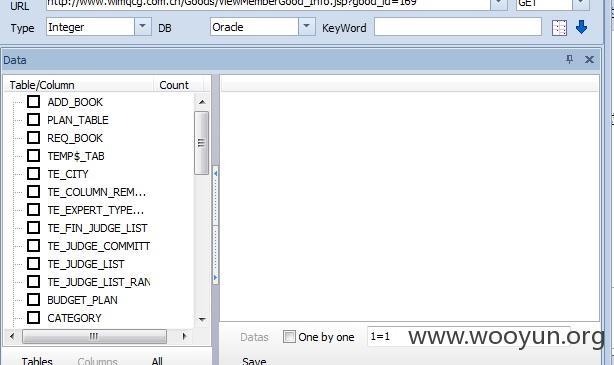 URL http://www.wlmqcg.com.cn/Goods/ViewMemberGood_Info.jsp?good_id=169 GET
Type Integer DB Oracle KeyWord
Data
Table/Column Count
ADD_BOOK
PLAN_TABLE
REQ_BOOK
TEMP$_TAB
TE_CITY
TE_COLUMN_REM...
TE_EXPERT_TYPE...
TE_FIN_JUDGE_LIST
TE_JUDGE_COMMITT
TE_JUDGE_LIST
TE_JUDGE_LIST_RAN
BUDGET_PLAN
CATEGORY
Datas One by one 1=1
www.wooyun.org
Tables Columns All Save